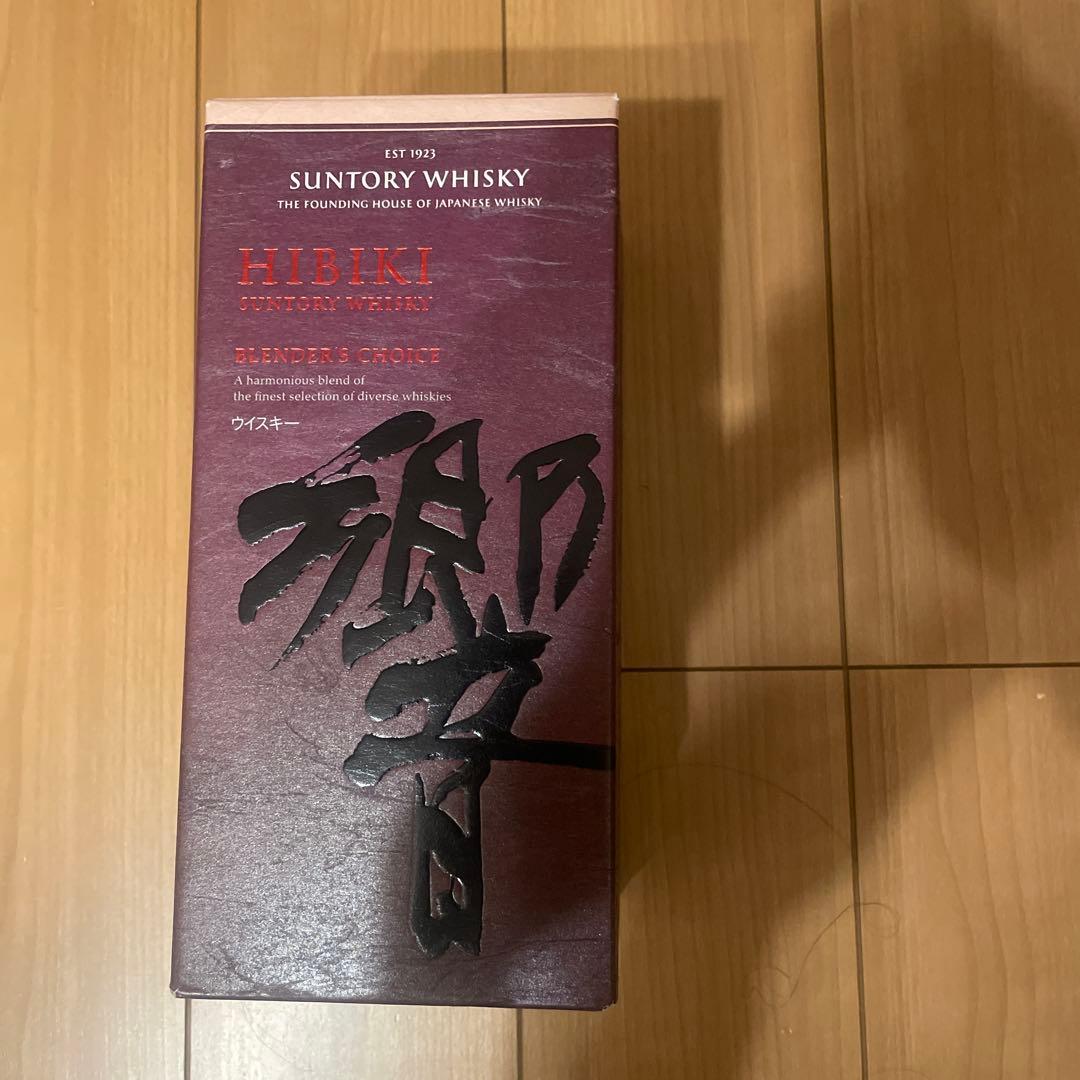 EST 1923
SUNTORY WHISKY
THE FOUNDING HOUSE OF JAPANESE WHISKY
HIBIKI
SUNTORY WHISKY
BLENDER'S CHOICE
A harmonious blend of
the finest selection of diverse whiskies
ウイスキー
響